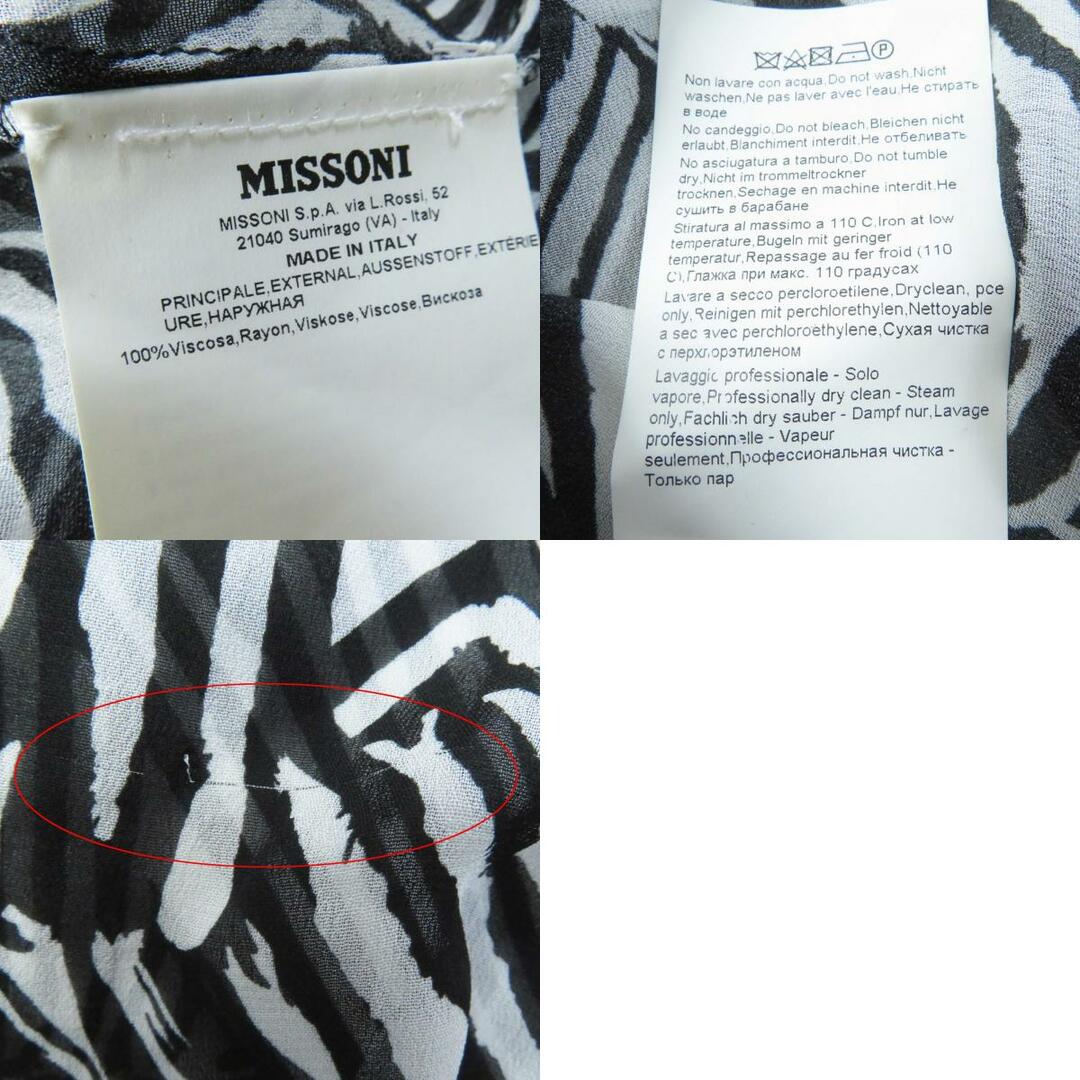 MISSONI
MISSONI S.p.A. via L.Rossi, 52
21040 Sumirago (VA) - Italy
MADE IN ITALY
PRINCIPALE,EXTERNAL,AUSSENSTOFF,EXTÉRIE
URE,НАРУЖНАЯ
100%Viscosa,Rayon,Viskose,Viscose,Вискоза
P
Non lavare con acqua,Do not wash,Nicht
waschen,Ne pas laver avec l'eau,Не стирать
в воде
No candeggio,Do not bleach,Bleichen nicht
erlaubt,Blanchiment interdit,Не отбеливать
No asciugatura a tamburo,Do not tumble
dry,Nicht im trommeltrockner
trocknen,Sechage en machine interdit,Не
сушить в барабане
Stiratura al massimo a 110 C,Iron at low
temperature,Bugeln mit geringer
temperatur,Repassage au fer froid (110
C),Глажка при макс. 110 градусах
Lavare a secco percloroetilene,Dryclean, pce
only,Reinigen mit perchlorethylen,Nettoyable
a sec avec perchloroèthylene,Сухая чистка
с перхлорэтиленом
Lavaggio professionale - Solo
vapore,Professionally dry clean - Steam
only,Fachlich dry sauber - Dampf nur,Lavage
professionnelle - Vapeur
seulement,Профессиональная чистка -
Только пар